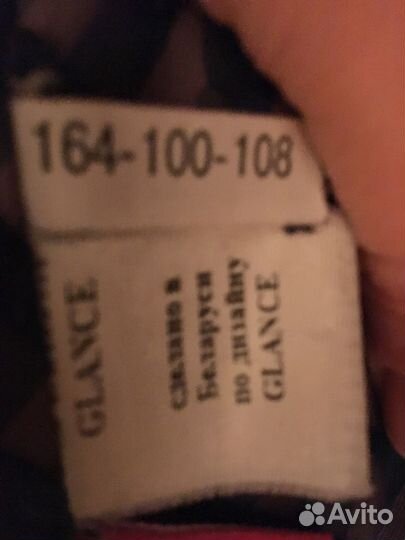 164-100-108
GLANCE
сделано в
Беларуси
по дизайну
GLANCE
Avito